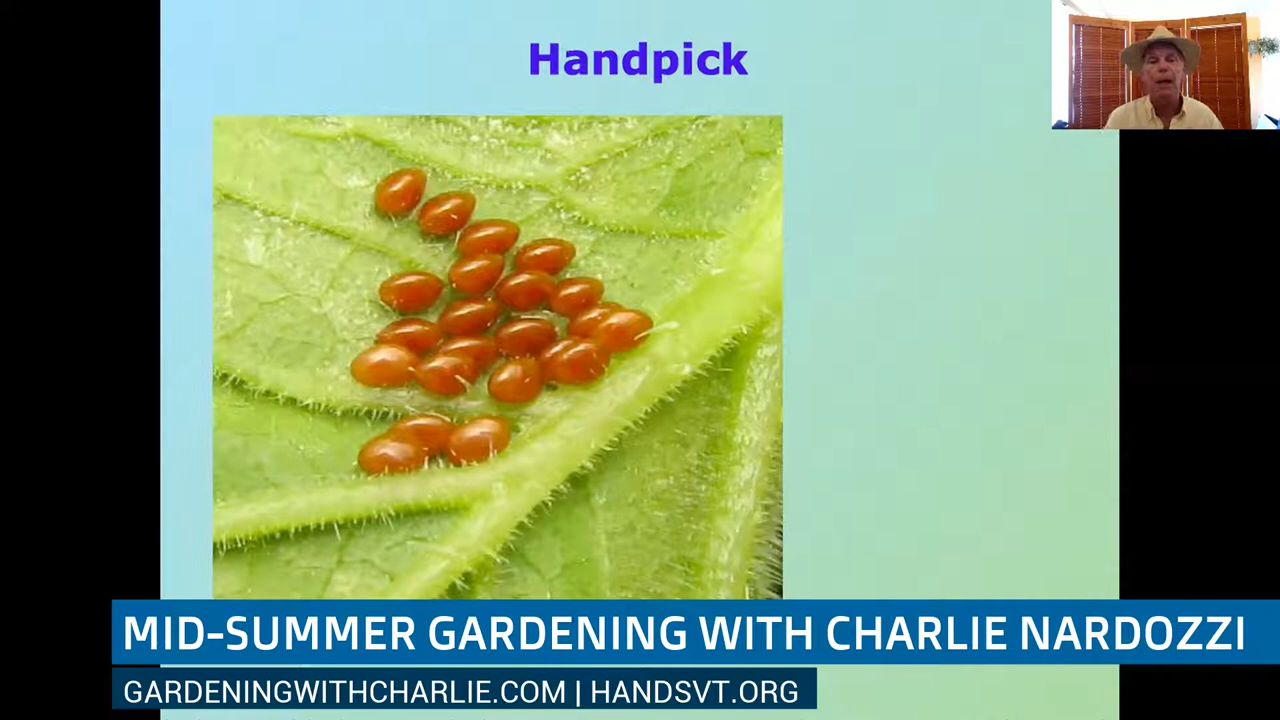 Handpick
MID-SUMMER GARDENING WITH CHARLIE NARDOZZI
GARDENINGWITHCHARLIE.COM | HANDSVT.ORG